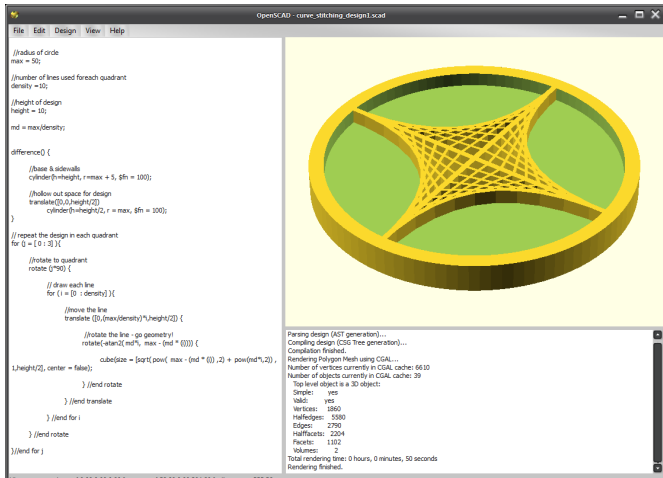 OpenSCAD - curve_stitching_design1.scad
File Edit Design View Help
//radius of circle
max = 50;
//number of lines used foreach quadrant
density =10;
//height of design
height = 10;
md = max/density;
difference() {
//base & sidewalls
cylinder(h=height, r=max + 5, $fn = 100);
//hollow out space for design
translate([0,0,height/2])
cylinder(h=height/2, r = max, $fn = 100);
}
// repeat the design in each quadrant
for (j = [ 0 : 3] ){
//rotate to quadrant
rotate (j*90) {
// draw each line
for ( i = [0 : density] ){
//move the line
translate ([0,(max/density)*i,height/2]) {
//rotate the line - go geometry!
rotate(-atan2( md*i, max - (md * (i)))) {
cube(size = [sqrt( pow( max - (md * (i)) ,2) + pow(md*i,2)) ,
1,height/2], center = false);
} //end rotate
} //end translate
} //end for i
} //end rotate
}//end for j
Parsing design (AST generation)...
Compiling design (CSG Tree generation)...
Compilation finished.
Rendering Polygon Mesh using CGAL...
Number of vertices currently in CGAL cache: 6610
Number of objects currently in CGAL cache: 39
Top level object is a 3D object:
Simple: yes
Valid: yes
Vertices: 1860
Halfedges: 5580
Edges: 2790
Halffacets: 2204
Facets: 1102
Volumes: 2
Total rendering time: 0 hours, 0 minutes, 50 seconds
Rendering finished.